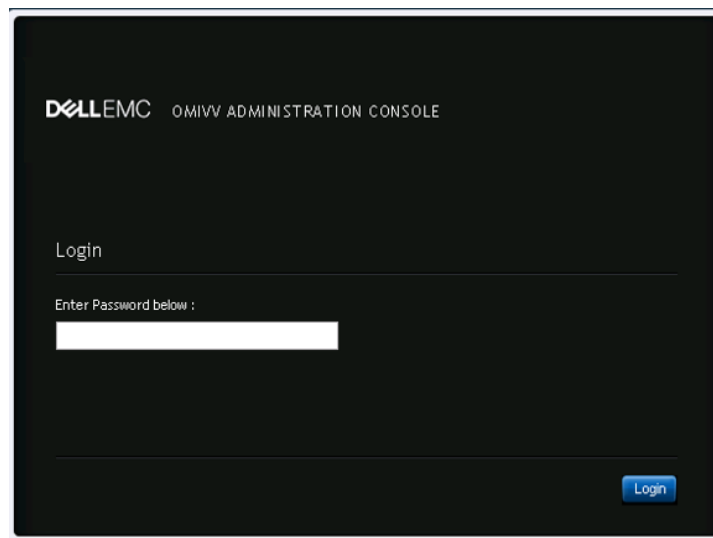 DELLEMC OMIVV ADMINISTRATION CONSOLE
Login
Enter Password below :
Login